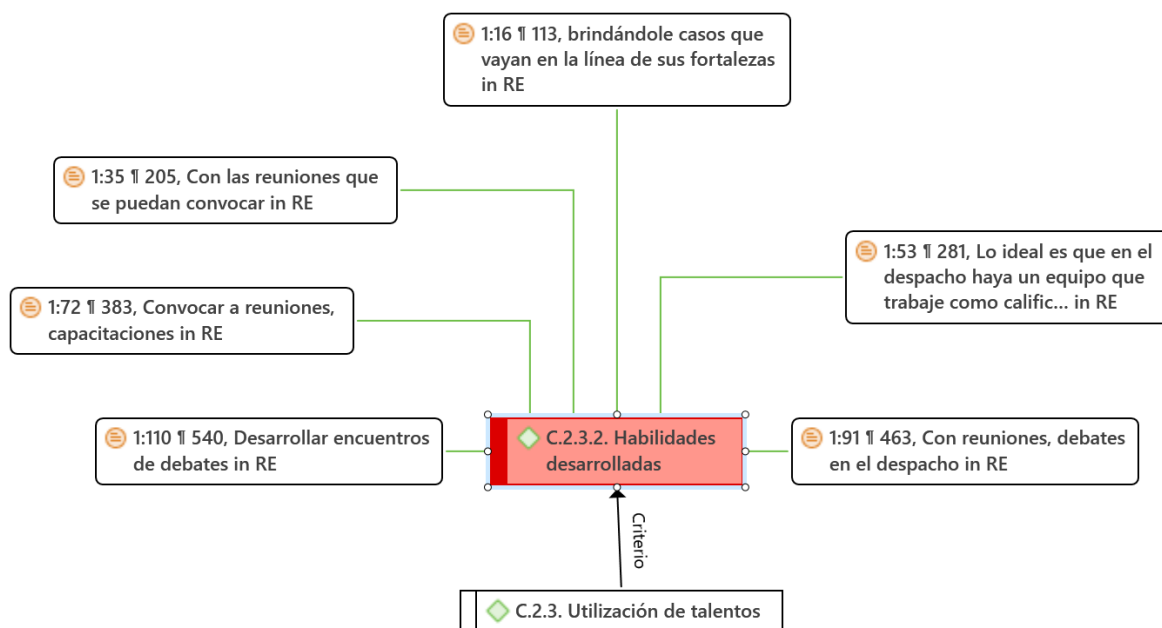 1:16 ¶ 113, brindándole casos que
vayan en la línea de sus fortalezas
in RE
1:35 ¶ 205, Con las reuniones que
se puedan convocar in RE
1:53 ¶ 281, Lo ideal es que en el
despacho haya un equipo que
trabaje como calific... in RE
1:72 ¶ 383, Convocar a reuniones,
capacitaciones in RE
1:110 ¶ 540, Desarrollar encuentros
de debates in RE
C.2.3.2. Habilidades
desarrolladas
1:91 ¶ 463, Con reuniones, debates
en el despacho in RE
Criterio
C.2.3. Utilización de talentos